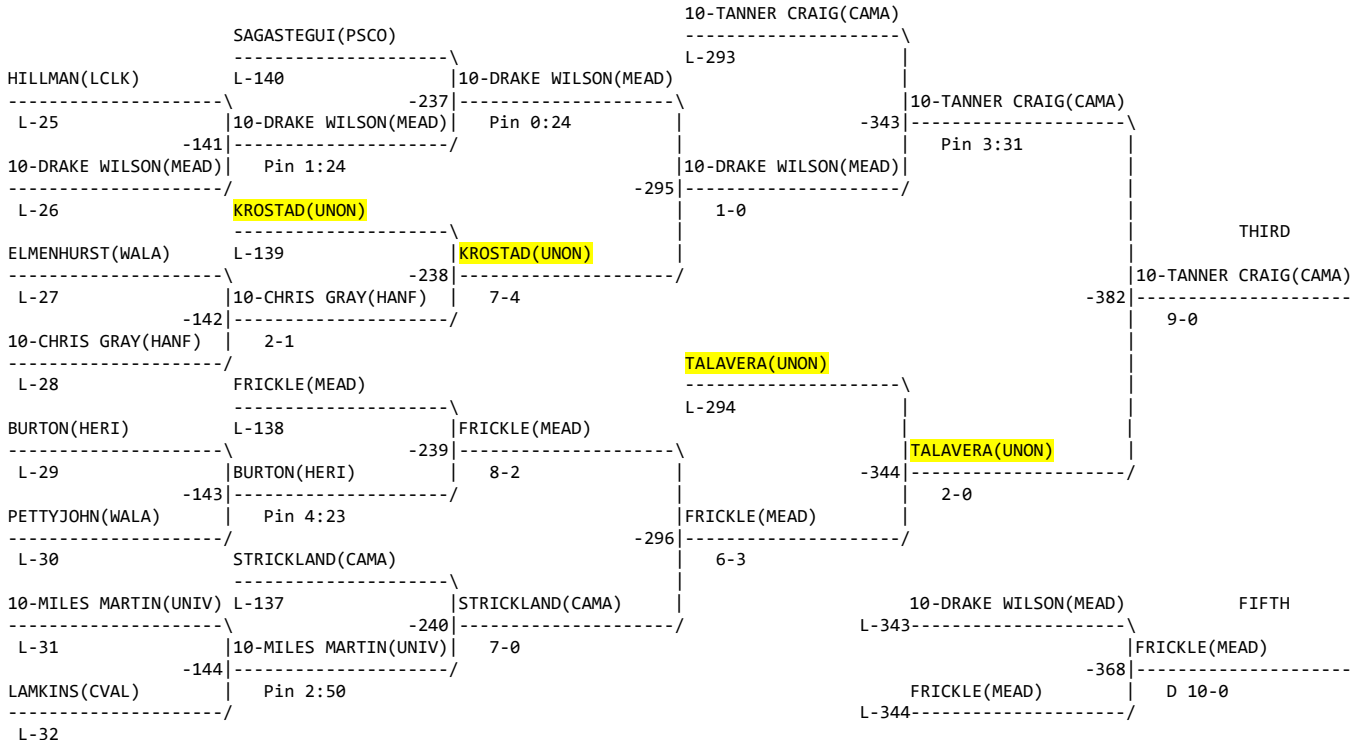 10-TANNER CRAIG(CAMA)
SAGASTEGUI(PSCO) ---------------------\
---------------------\ L-293 |
HILLMAN(LCLK) L-140 |10-DRAKE WILSON(MEAD) |
---------------------\ -237|---------------------\ |10-TANNER CRAIG(CAMA)
L-25 |10-DRAKE WILSON(MEAD)| Pin 0:24 | -343|---------------------\
-141|---------------------/ | | Pin 3:31 |
10-DRAKE WILSON(MEAD)| Pin 1:24 |10-DRAKE WILSON(MEAD)| |
---------------------/ -295|---------------------/ |
L-26 KROSTAD(UNON) | 1-0 |
---------------------\ | | THIRD
ELMENHURST(WALA) L-139 |KROSTAD(UNON) | |
---------------------\ -238|---------------------/ |10-TANNER CRAIG(CAMA)
L-27 |10-CHRIS GRAY(HANF) | 7-4 -382|---------------------
-142|---------------------/ | 9-0
10-CHRIS GRAY(HANF) | 2-1 |
---------------------/ TALAVERA(UNON) |
L-28 FRICKLE(MEAD) ---------------------\ |
---------------------\ L-294 | |
BURTON(HERI) L-138 |FRICKLE(MEAD) | |
---------------------\ -239|---------------------\ |TALAVERA(UNON) |
L-29 |BURTON(HERI) | 8-2 | -344|---------------------/
-143|---------------------/ | | 2-0
PETTYJOHN(WALA) | Pin 4:23 |FRICKLE(MEAD) |
---------------------/ -296|---------------------/
L-30 STRICKLAND(CAMA) | 6-3
---------------------\ |
10-MILES MARTIN(UNIV) L-137 |STRICKLAND(CAMA) | 10-DRAKE WILSON(MEAD) FIFTH
---------------------\ -240|---------------------/ L-343---------------------\
L-31 |10-MILES MARTIN(UNIV)| 7-0 |FRICKLE(MEAD)
-144|---------------------/ -368|---------------------
LAMKINS(CVAL) | Pin 2:50 FRICKLE(MEAD) | D 10-0
---------------------/ L-344---------------------/
L-32